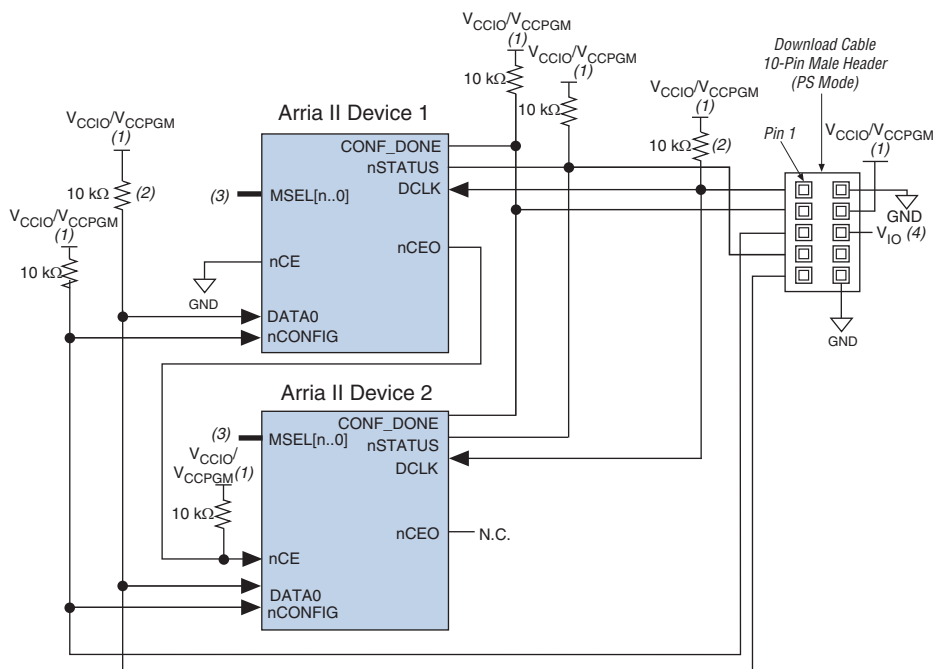 VCCIO/VCCPGM
(1)
10 kΩ
VCCIO/VCCPGM
(1)
10 kΩ
VCCIO/VCCPGM
(1)
10 kΩ
(2)
Download Cable
10-Pin Male Header
(PS Mode)
Pin 1
VCCIO/VCCPGM
(1)
GND
VIO (4)
GND
VCCIO/VCCPGM
(1)
10 kΩ
(2)
VCCIO/VCCPGM
(1)
10 kΩ
Arria II Device 1
CONF_DONE
nSTATUS
(3)
MSEL[n..0]
DCLK
nCEO
nCE
GND
DATA0
nCONFIG
Arria II Device 2
CONF_DONE
(3)
MSEL[n..0]
nSTATUS
DCLK
VCCIO/
VCCPGM (1)
10 kΩ
nCEO
N.C.
nCE
DATA0
nCONFIG